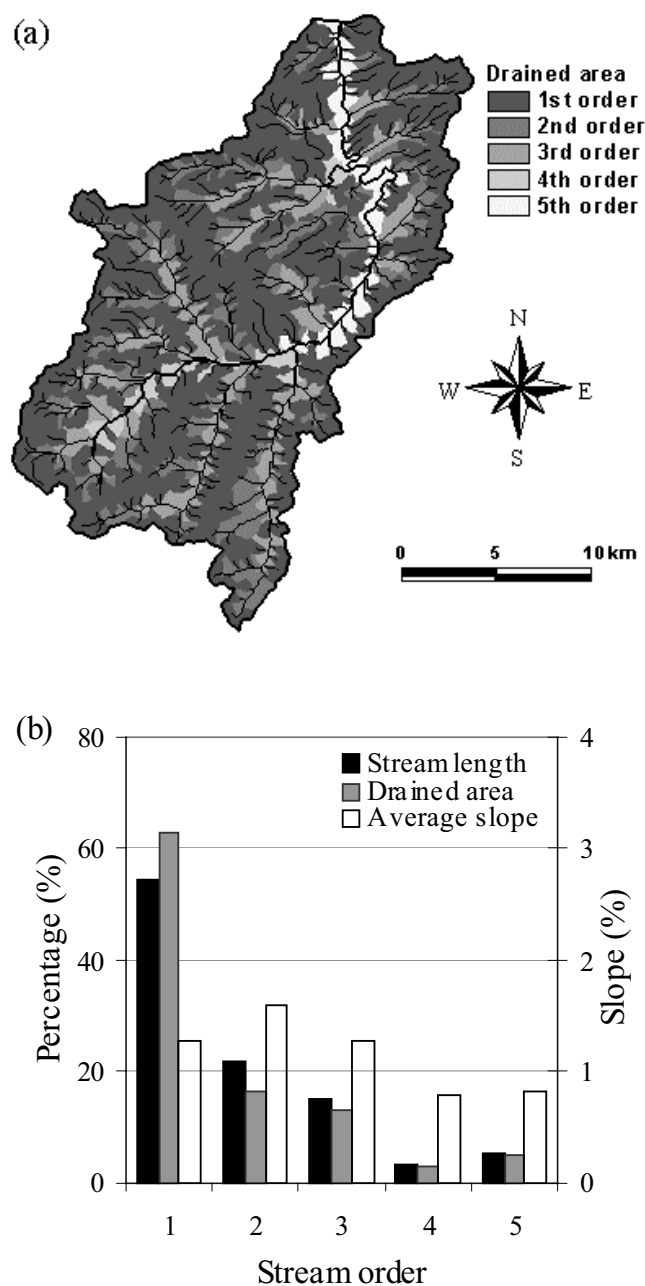 (a)
Drained area
1st order
2nd order
3rd order
4th order
5th order
N
W E
S
0 5 10 km
(b)
80 4
Stream length
Drained area
Average slope
60 3
Percentage (%)
Slope (%)
40 2
20 1
0 0
1 2 3 4 5
Stream order